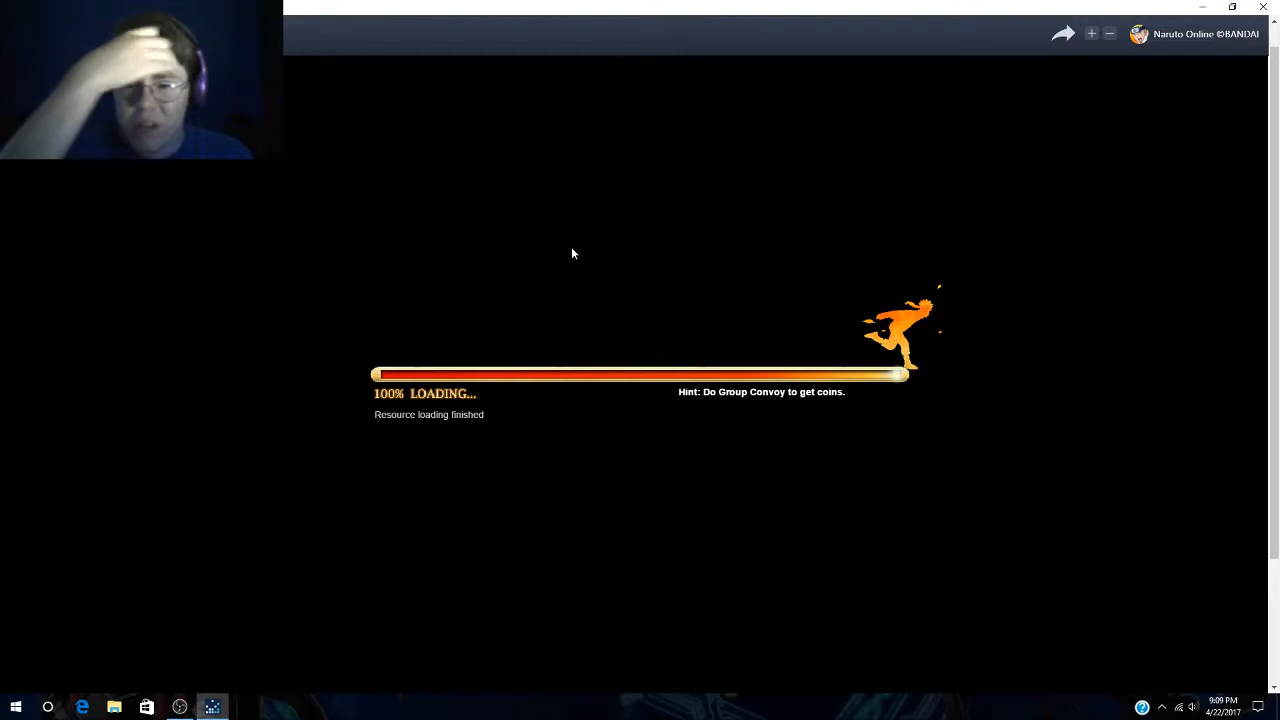 Naruto Online ©BANDAI
100% LOADING...
Hint: Do Group Convoy to get coins.
Resource loading finished
9:09 PM
4/22/2017